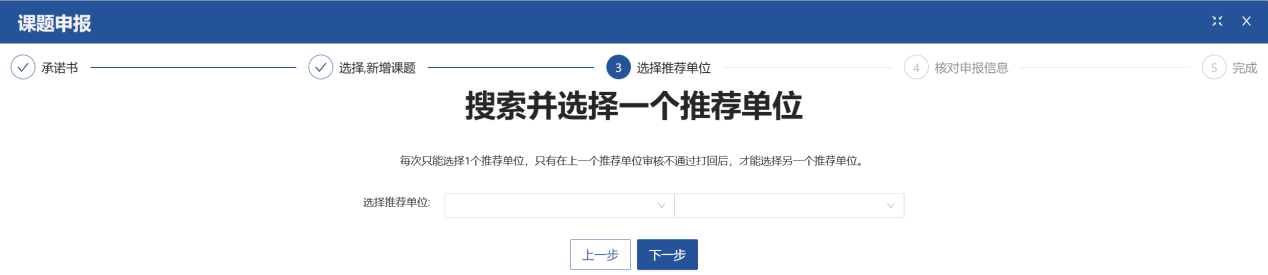 课题申报
承诺书
选择,新增课题
3 选择推荐单位
4 核对申报信息
5 完成
搜索并选择一个推荐单位
每次只能选择1个推荐单位，只有在上一个推荐单位审核不通过打回后，才能选择另一个推荐单位。
选择推荐单位:
上一步
下一步